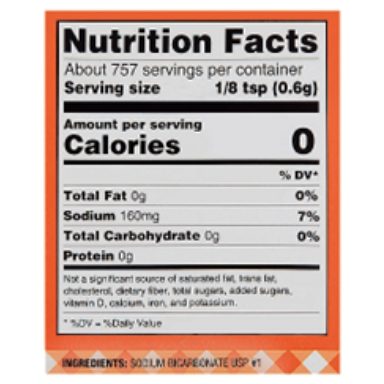 Nutrition Facts
About 757 servings per container
Serving size 1/8 tsp (0.6g)
Amount per serving
Calories 0
% DV*
Total Fat 0g 0%
Sodium 160mg 7%
Total Carbohydrate 0g 0%
Protein 0g
Not a significant source of saturated fat, trans fat,
cholesterol, dietary fiber, total sugars, added sugars,
vitamin D, calcium, iron, and potassium.
* %DV = %Daily Value
INGREDIENTS: SODIUM BICARBONATE USP #1